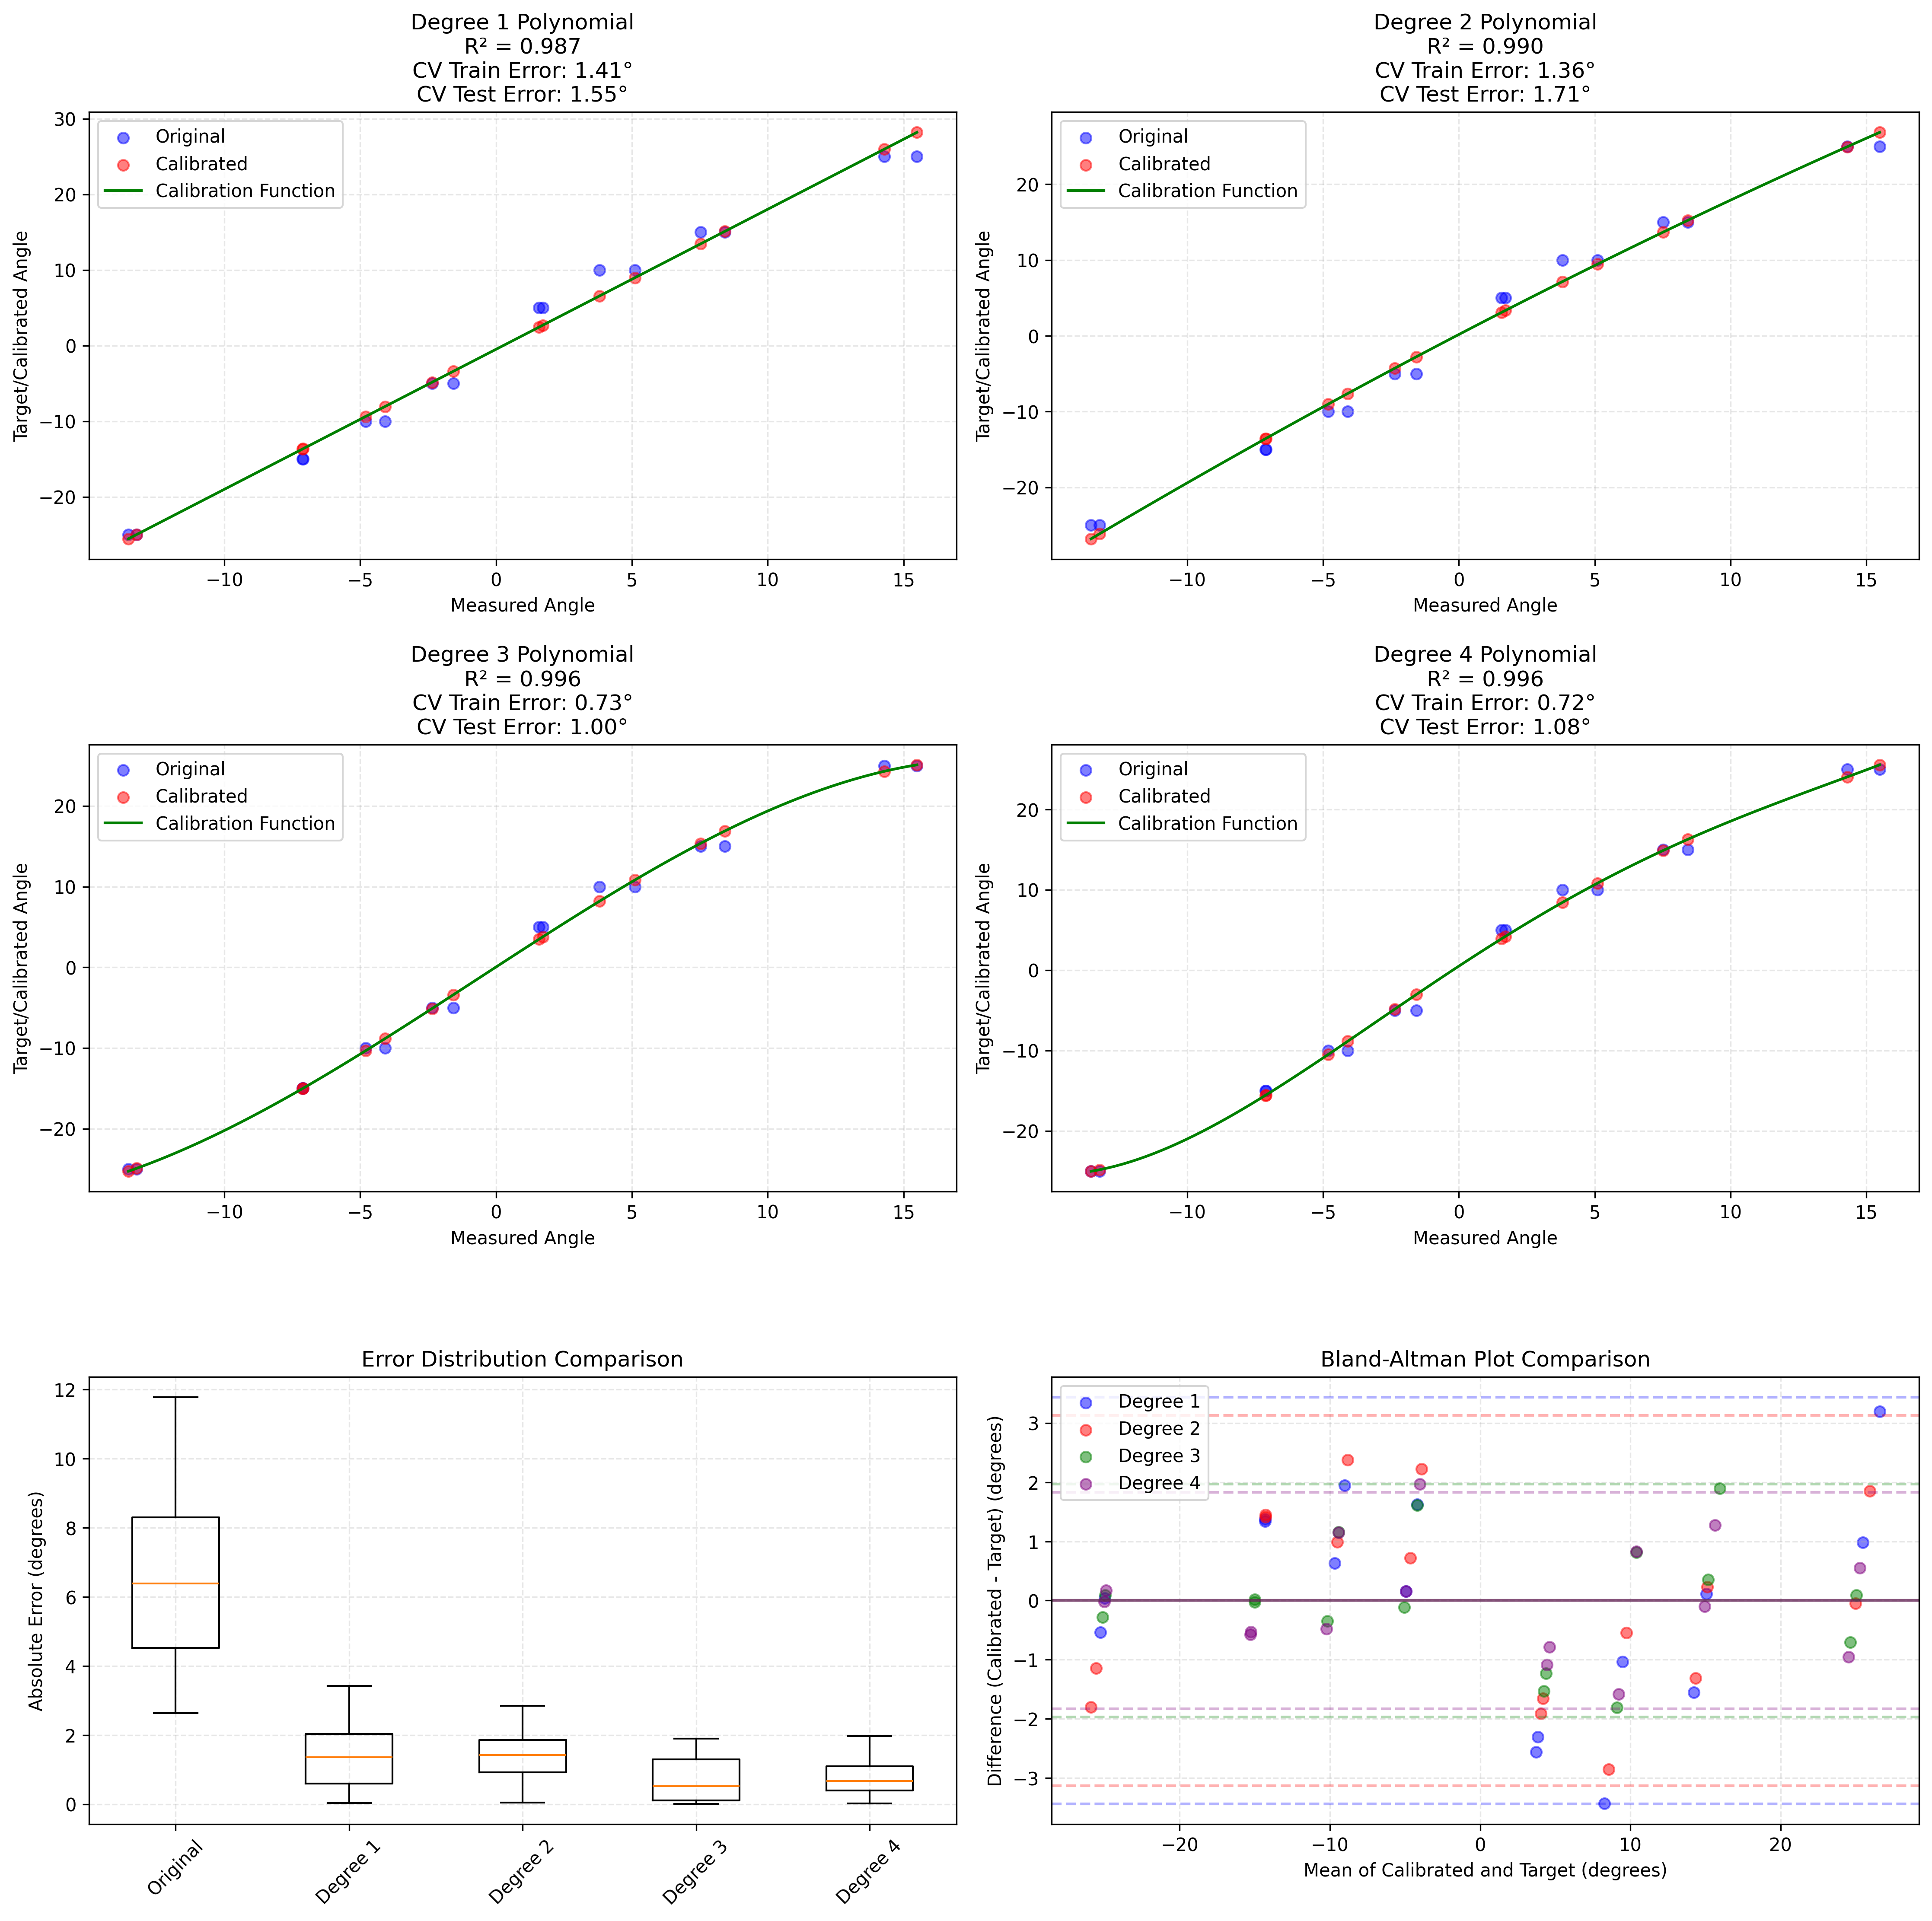 Degree 1 Polynomial
R² = 0.987
CV Train Error: 1.41°
CV Test Error: 1.55°
Original
Calibrated
Calibration Function
Target/Calibrated Angle
30
20
10
0
−10
−20
−10
−5
0
5
10
15
Measured Angle
Degree 2 Polynomial
R² = 0.990
CV Train Error: 1.36°
CV Test Error: 1.71°
Original
Calibrated
Calibration Function
Target/Calibrated Angle
20
10
0
−10
−20
−10
−5
0
5
10
15
Measured Angle
Degree 3 Polynomial
R² = 0.996
CV Train Error: 0.73°
CV Test Error: 1.00°
Original
Calibrated
Calibration Function
Target/Calibrated Angle
20
10
0
−10
−20
−10
−5
0
5
10
15
Measured Angle
Degree 4 Polynomial
R² = 0.996
CV Train Error: 0.72°
CV Test Error: 1.08°
Original
Calibrated
Calibration Function
Target/Calibrated Angle
20
10
0
−10
−20
−10
−5
0
5
10
15
Measured Angle
Error Distribution Comparison
Absolute Error (degrees)
12
10
8
6
4
2
0
Original
Degree 1
Degree 2
Degree 3
Degree 4
Bland-Altman Plot Comparison
Degree 1
Degree 2
Degree 3
Degree 4
Difference (Calibrated - Target) (degrees)
3
2
1
0
−1
−2
−3
−20
−10
0
10
20
Mean of Calibrated and Target (degrees)